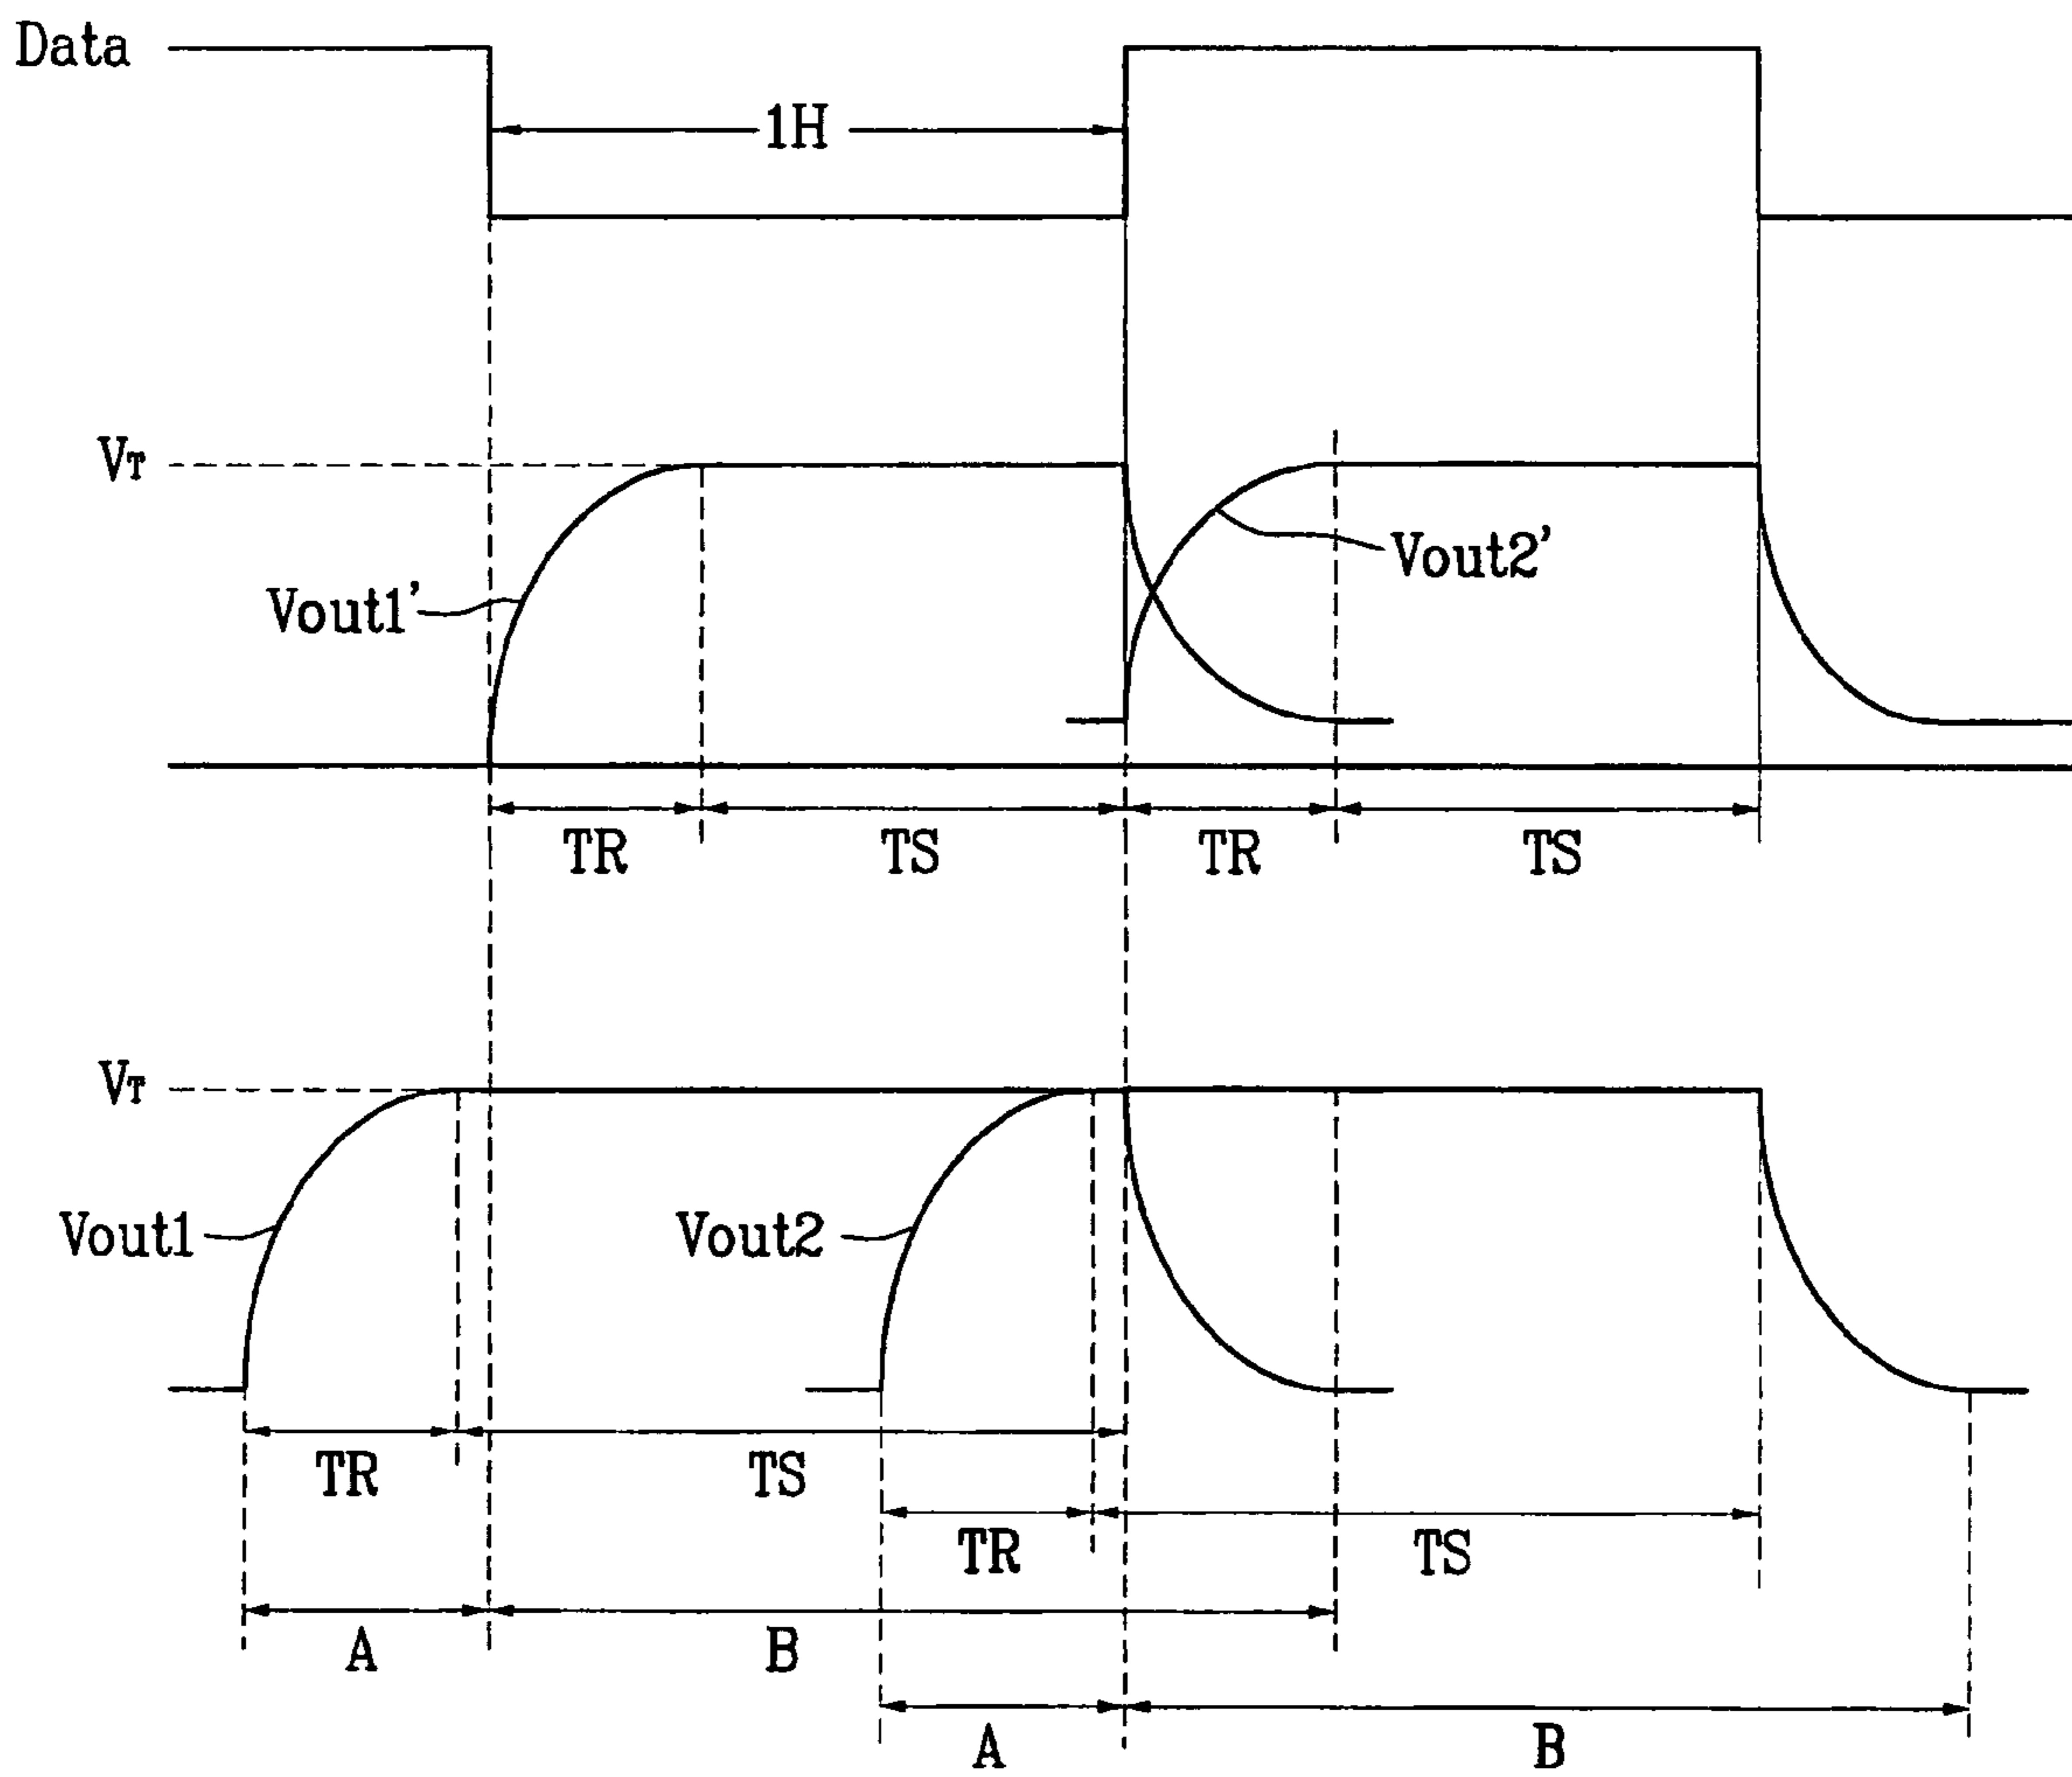 Data
1H
VT
Vout1'
Vout2'
TR TS TR TS
VT
Vout1
Vout2
TR TS
TR TS
A B
A B